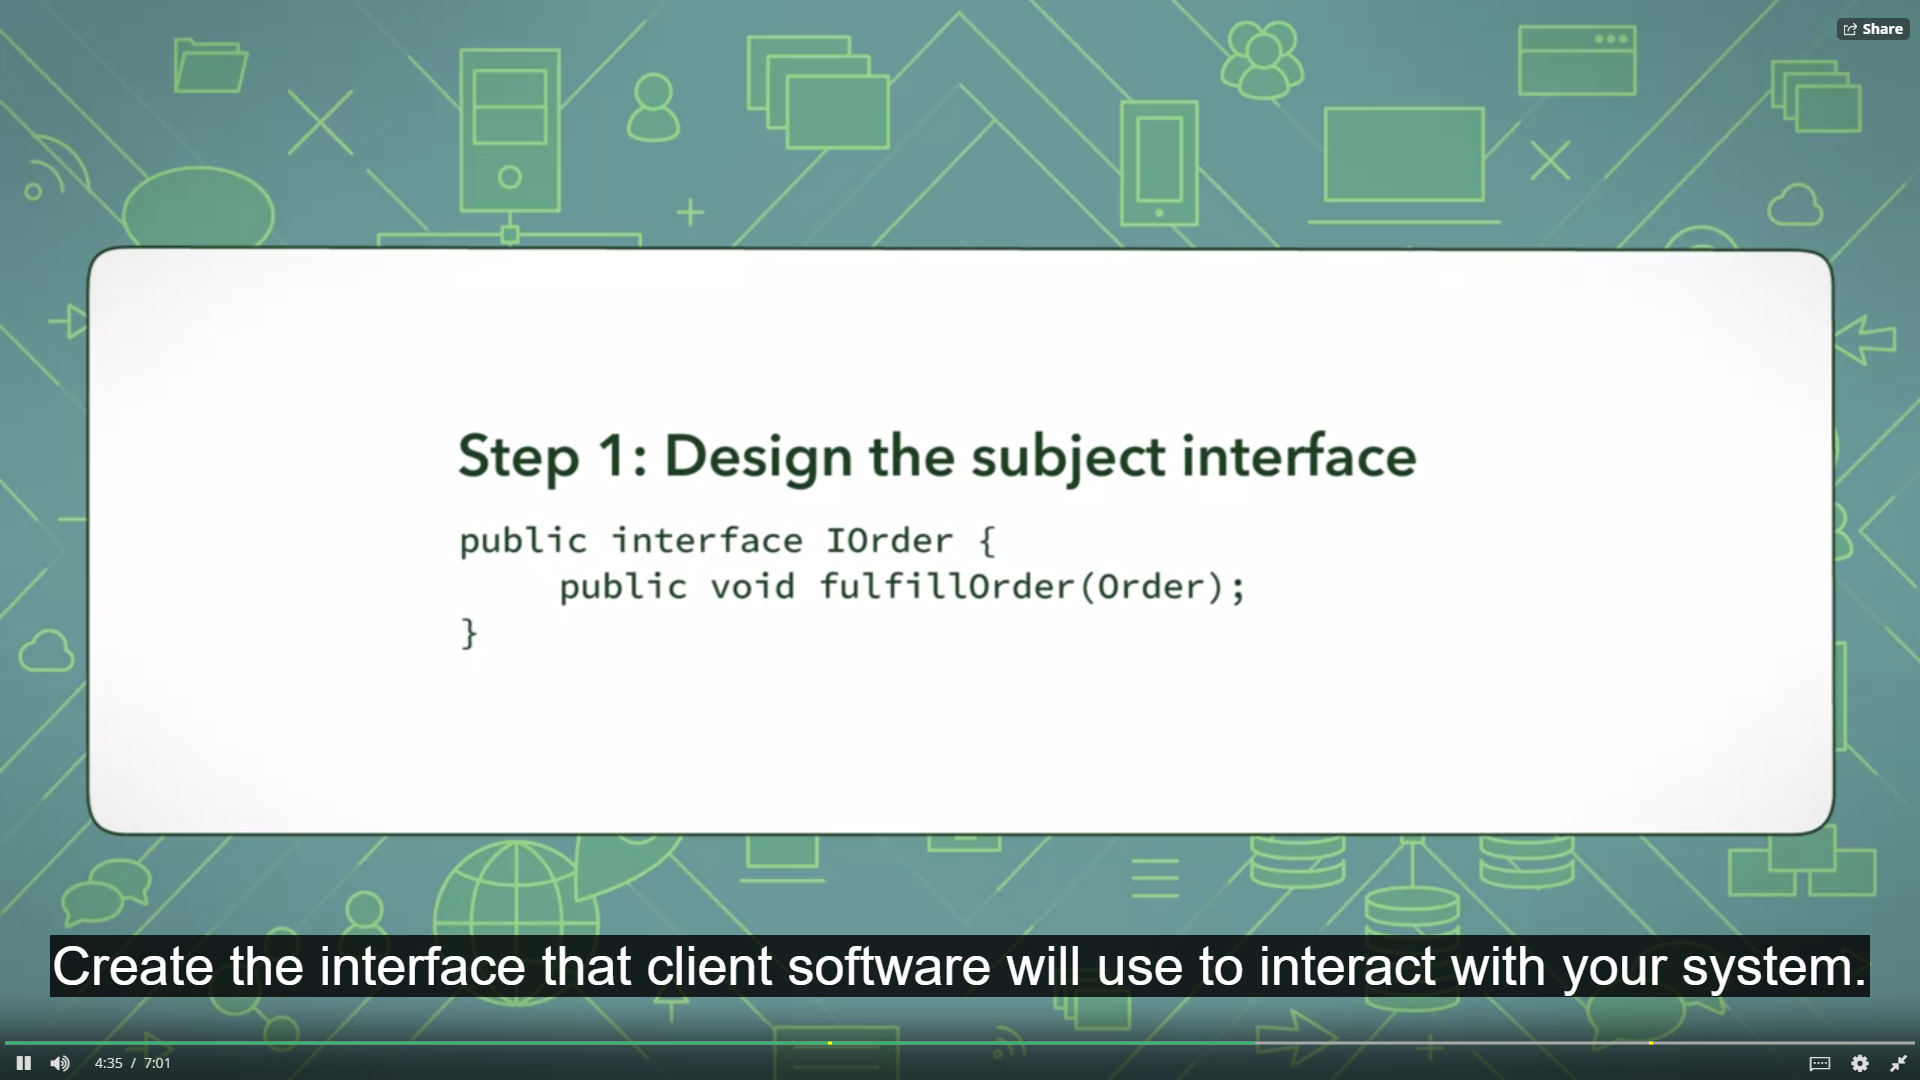 Share
Step 1: Design the subject interface
public interface IOrder {
public void fulfillOrder(Order);
}
Create the interface that client software will use to interact with your system.
4:35 / 7:01